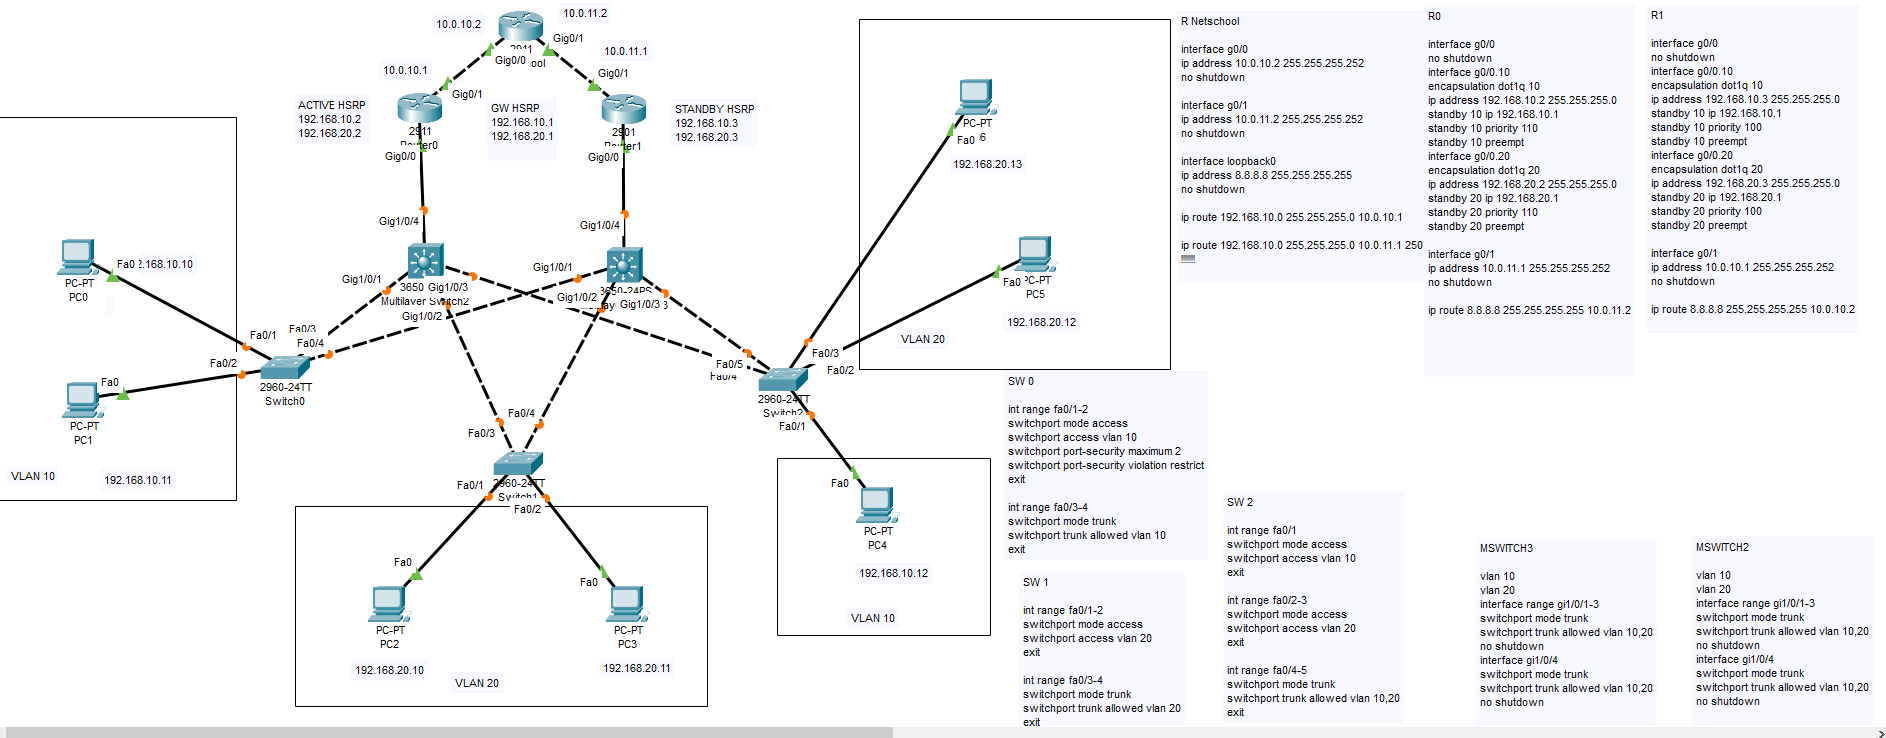 10.0.10.2
10.0.11.2
2911
Gig0/1
Gig0/0
10.0.11.1
10.0.10.1
Gig0/1
Gig0/1
ACTIVE HSRP
192.168.10.2
192.168.20.2
2911
Router0
Gig0/0
GW HSRP
192.168.10.1
192.168.20.1
2901
Router1
Gig0/0
STANDBY HSRP
192.168.10.3
192.168.20.3
Gig1/0/4
Gig1/0/4
Gig1/0/1
3650
Gig1/0/3
Multilayer Switch2
Gig1/0/2
Gig1/0/1
Gig1/0/2
3650-24PS
Gig1/0/3
Fa0
2.168.10.10
PC-PT
PC0
Fa0
PC-PT
PC1
VLAN 10
192.168.10.11
Fa0/1
Fa0/2
Fa0/3
Fa0/4
2960-24TT
Switch0
Fa0/4
Fa0/3
2960-24TT
Switch1
Fa0/1
Fa0/2
Fa0
PC-PT
PC2
192.168.20.10
VLAN 20
Fa0
PC-PT
PC3
192.168.20.11
Fa0/5
Fa0/4
Fa0/3
Fa0/2
2960-24TT
Switch2
Fa0/1
Fa0
PC-PT
PC4
192.168.10.12
VLAN 10
PC-PT
Fa0
6
192.168.20.13
Fa0
PC-PT
PC5
192.168.20.12
VLAN 20
R Netschool
interface g0/0
ip address 10.0.10.2 255.255.255.252
no shutdown
interface g0/1
ip address 10.0.11.2 255.255.255.252
no shutdown
interface loopback0
ip address 8.8.8.8 255.255.255.255
no shutdown
ip route 192.168.10.0 255.255.255.0 10.0.10.1
ip route 192.168.10.0 255.255.255.0 10.0.11.1 250
R0
interface g0/0
no shutdown
interface g0/0.10
encapsulation dot1q 10
ip address 192.168.10.2 255.255.255.0
standby 10 ip 192.168.10.1
standby 10 priority 110
standby 10 preempt
interface g0/0.20
encapsulation dot1q 20
ip address 192.168.20.2 255.255.255.0
standby 20 ip 192.168.20.1
standby 20 priority 110
standby 20 preempt
interface g0/1
ip address 10.0.11.1 255.255.255.252
no shutdown
ip route 8.8.8.8 255.255.255.255 10.0.11.2
R1
interface g0/0
no shutdown
interface g0/0.10
encapsulation dot1q 10
ip address 192.168.10.3 255.255.255.0
standby 10 ip 192.168.10.1
standby 10 priority 100
standby 10 preempt
interface g0/0.20
encapsulation dot1q 20
ip address 192.168.20.3 255.255.255.0
standby 20 ip 192.168.20.1
standby 20 priority 100
standby 20 preempt
interface g0/1
ip address 10.0.10.1 255.255.255.252
no shutdown
ip route 8.8.8.8 255.255.255.255 10.0.10.2
SW 0
int range fa0/1-2
switchport mode access
switchport access vlan 10
switchport port-security maximum 2
switchport port-security violation restrict
exit
int range fa0/3-4
switchport mode trunk
switchport trunk allowed vlan 10
exit
SW 1
int range fa0/1-2
switchport mode access
switchport access vlan 20
exit
int range fa0/3-4
switchport mode trunk
switchport trunk allowed vlan 20
exit
SW 2
int range fa0/1
switchport mode access
switchport access vlan 10
exit
int range fa0/2-3
switchport mode access
switchport access vlan 20
exit
int range fa0/4-5
switchport mode trunk
switchport trunk allowed vlan 10,20
exit
MSWITCH3
vlan 10
vlan 20
interface range gi1/0/1-3
switchport mode trunk
switchport trunk allowed vlan 10,20
no shutdown
interface gi1/0/4
switchport mode trunk
switchport trunk allowed vlan 10,20
no shutdown
MSWITCH2
vlan 10
vlan 20
interface range gi1/0/1-3
switchport mode trunk
switchport trunk allowed vlan 10,20
no shutdown
interface gi1/0/4
switchport mode trunk
switchport trunk allowed vlan 10,20
no shutdown